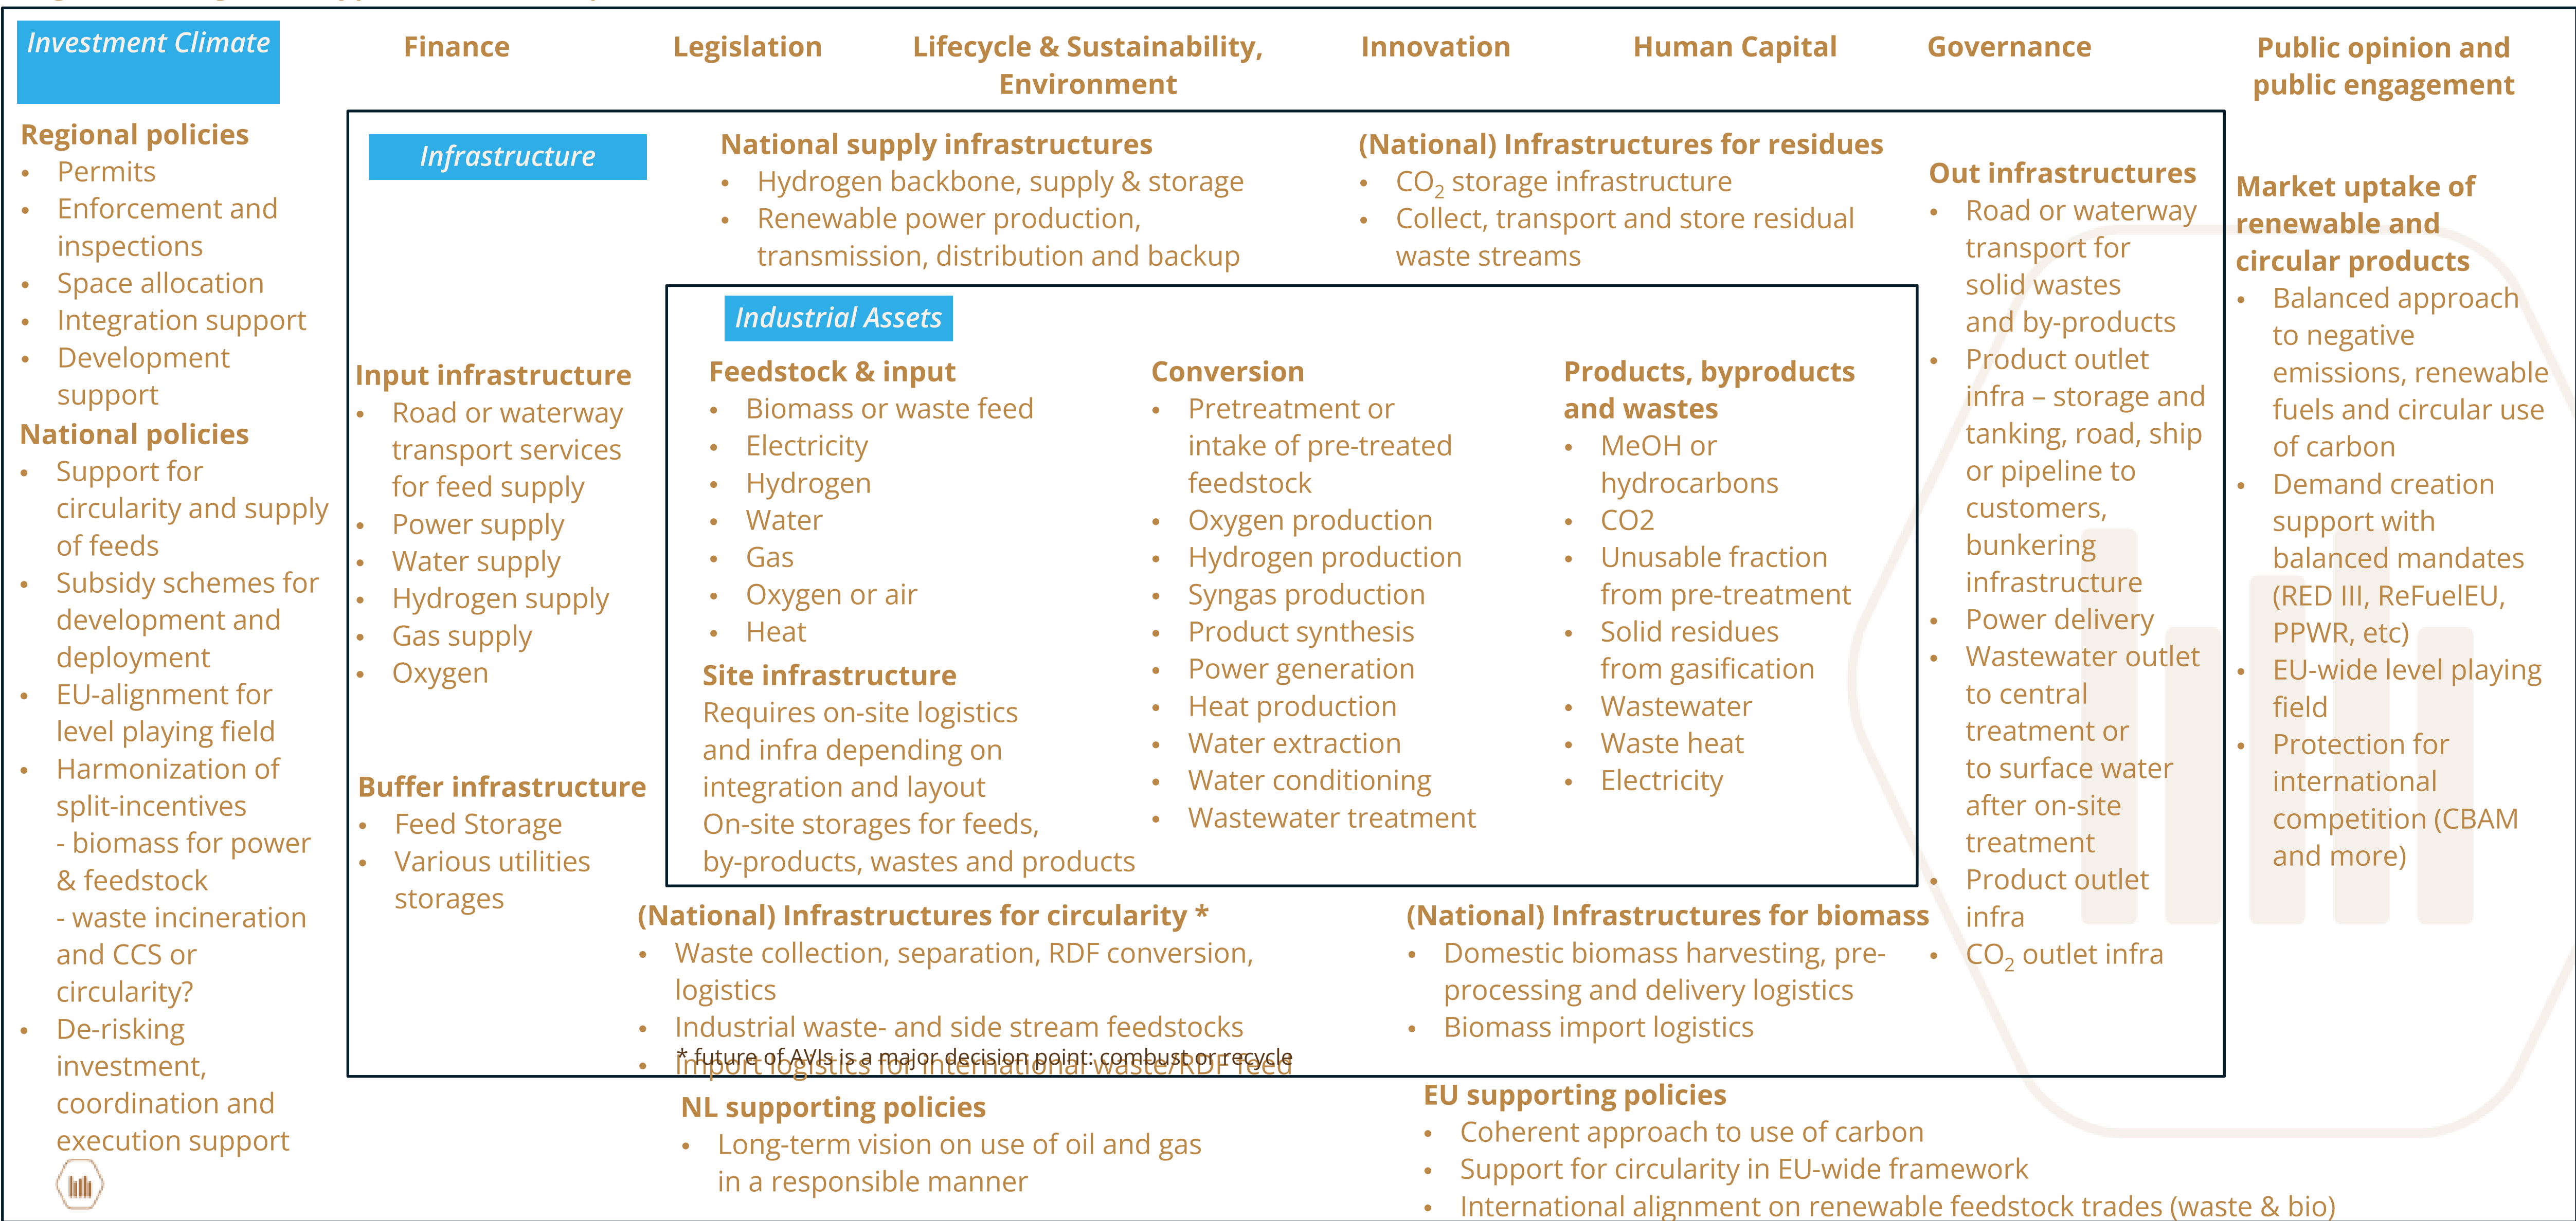 Investment Climate
Finance
Legislation
Lifecycle & Sustainability,
Environment
Innovation
Human Capital
Governance
Public opinion and
public engagement
Regional policies
• Permits
• Enforcement and
inspections
• Space allocation
• Integration support
• Development
support
National policies
• Support for
circularity and supply
of feeds
• Subsidy schemes for
development and
deployment
• EU-alignment for
level playing field
• Harmonization of
split-incentives
- biomass for power
& feedstock
- waste incineration
and CCS or
circularity?
• De-risking
investment,
coordination and
execution support
Infrastructure
Input infrastructure
• Road or waterway
transport services
for feed supply
• Power supply
• Water supply
• Hydrogen supply
• Gas supply
• Oxygen
Buffer infrastructure
• Feed Storage
• Various utilities
storages
National supply infrastructures
• Hydrogen backbone, supply & storage
• Renewable power production,
transmission, distribution and backup
(National) Infrastructures for residues
• CO2 storage infrastructure
• Collect, transport and store residual
waste streams
Industrial Assets
Feedstock & input
• Biomass or waste feed
• Electricity
• Hydrogen
• Water
• Gas
• Oxygen or air
• Heat
Site infrastructure
Requires on-site logistics
and infra depending on
integration and layout
On-site storages for feeds,
by-products, wastes and products
Conversion
• Pretreatment or
intake of pre-treated
feedstock
• Oxygen production
• Hydrogen production
• Syngas production
• Product synthesis
• Power generation
• Heat production
• Water extraction
• Water conditioning
• Wastewater treatment
Products, byproducts
and wastes
• MeOH or
hydrocarbons
• CO2
• Unusable fraction
from pre-treatment
• Solid residues
from gasification
• Wastewater
• Waste heat
• Electricity
Out infrastructures
• Road or waterway
transport for
solid wastes
and by-products
• Product outlet
infra – storage and
tanking, road, ship
or pipeline to
customers,
bunkering
infrastructure
• Power delivery
• Wastewater outlet
to central
treatment or
to surface water
after on-site
treatment
• Product outlet
infra
• CO2 outlet infra
Market uptake of
renewable and
circular products
• Balanced approach
to negative
emissions, renewable
fuels and circular use
of carbon
• Demand creation
support with
balanced mandates
(RED III, ReFuelEU,
PPWR, etc)
• EU-wide level playing
field
• Protection for
international
competition (CBAM
and more)
(National) Infrastructures for circularity *
• Waste collection, separation, RDF conversion,
logistics
• Industrial waste- and side stream feedstocks
• Import logistics for international waste/RDF feed
* future of AVIs is a major decision point: combust or recycle
(National) Infrastructures for biomass
• Domestic biomass harvesting, pre-
processing and delivery logistics
• Biomass import logistics
NL supporting policies
• Long-term vision on use of oil and gas
in a responsible manner
EU supporting policies
• Coherent approach to use of carbon
• Support for circularity in EU-wide framework
• International alignment on renewable feedstock trades (waste & bio)